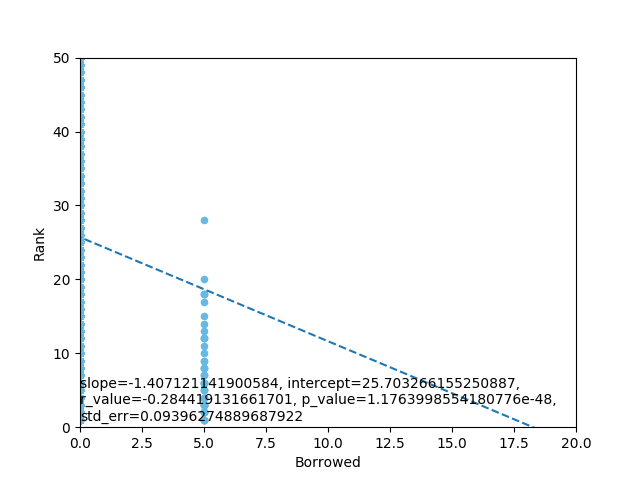 50
40
30
20
10
0
Rank
slope=-1.407121141900584, intercept=25.703266155250887,
r_value=-0.284419131661701, p_value=1.1763998554180776e-48,
std_err=0.09396274889687922
0.0 2.5 5.0 7.5 10.0 12.5 15.0 17.5 20.0
Borrowed